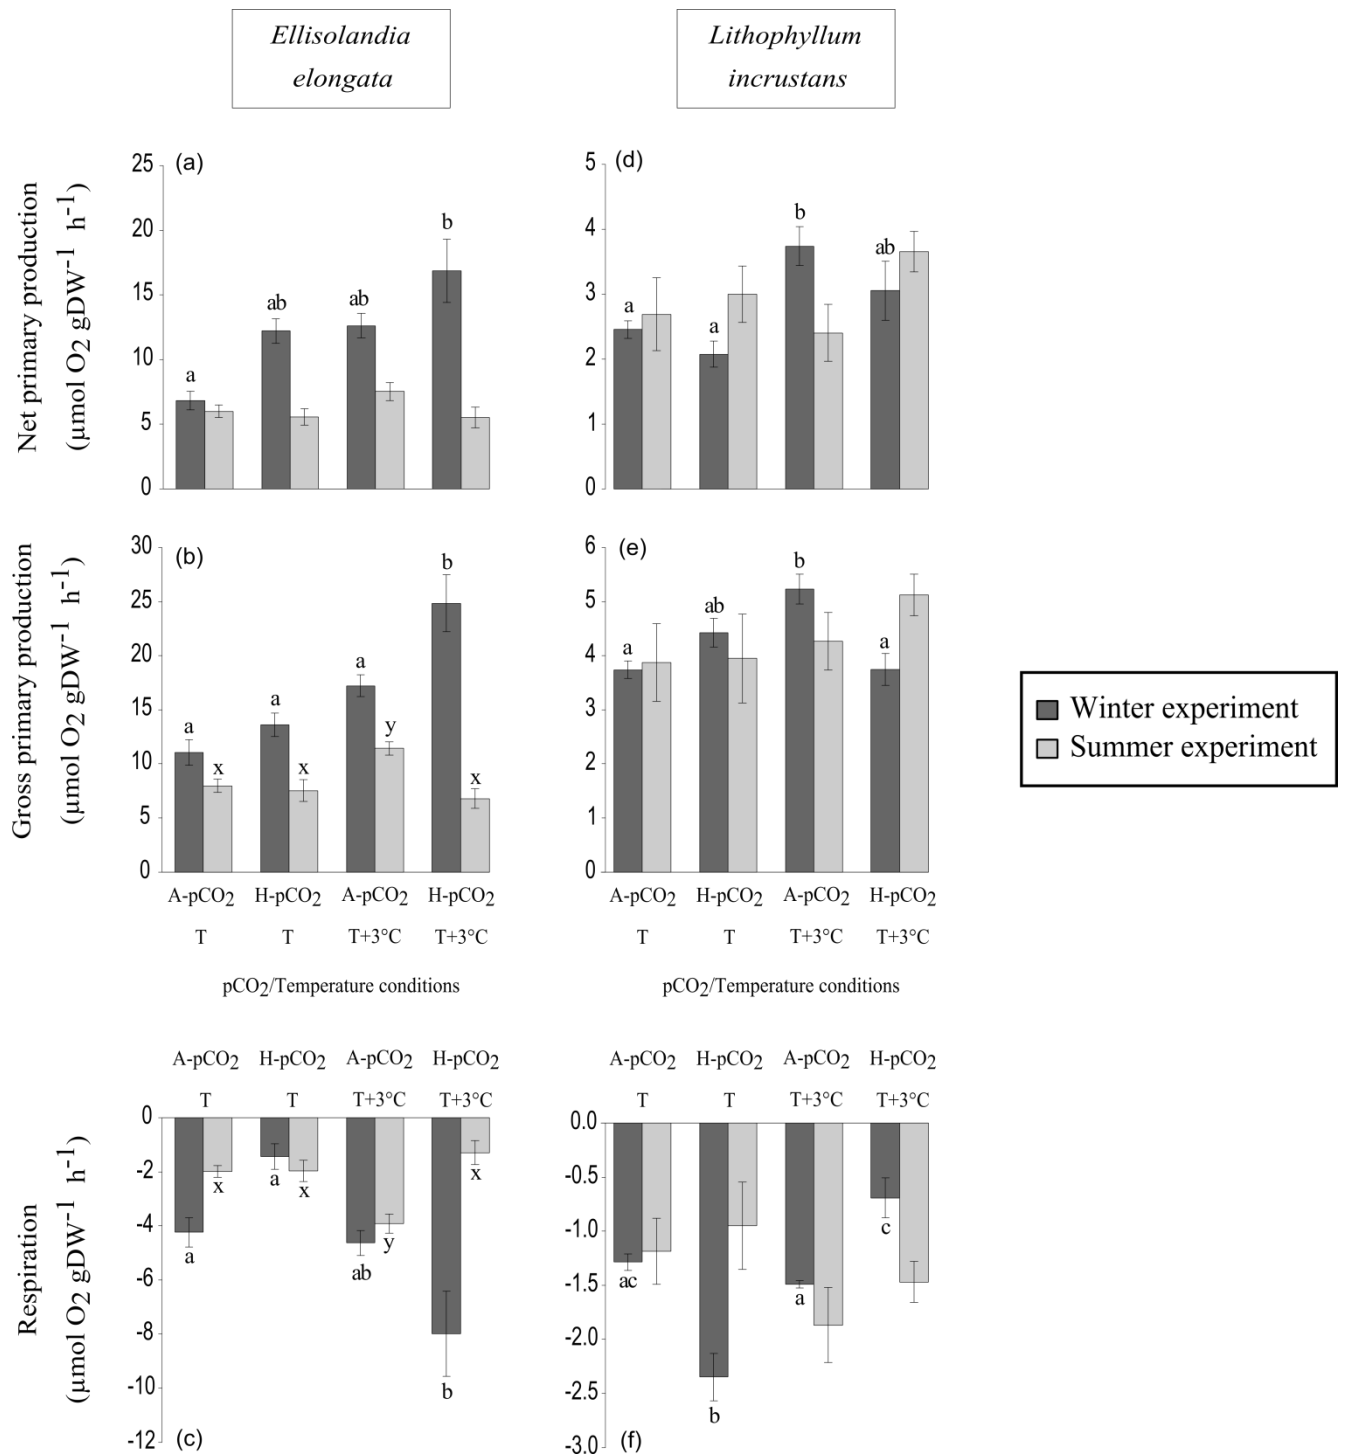 Ellisolandia
elongata
Lithophyllum
incrustans
Net primary production
(µmol O2 gDW-1 h-1)
(a)
25
20
15
10
5
0
a
ab
ab
b
(d)
5
4
3
2
1
0
a
a
b
ab
Gross primary production
(µmol O2 gDW-1 h-1)
(b)
30
25
20
15
10
5
0
a
x
a
x
a
y
b
x
A-pCO2 H-pCO2 A-pCO2 H-pCO2
T T T+3°C T+3°C
pCO2/Temperature conditions
(e)
6
5
4
3
2
1
0
a
ab
b
a
A-pCO2 H-pCO2 A-pCO2 H-pCO2
T T T+3°C T+3°C
pCO2/Temperature conditions
Winter experiment
Summer experiment
Respiration
(µmol O2 gDW-1 h-1)
A-pCO2 H-pCO2 A-pCO2 H-pCO2
T T T+3°C T+3°C
-0
-2
-4
-6
-8
-10
-12
a
x
a
x
ab
y
b
x
(c)
A-pCO2 H-pCO2 A-pCO2 H-pCO2
T T T+3°C T+3°C
0.0
-0.5
-1.0
-1.5
-2.0
-2.5
-3.0
ac
b
a
c
(f)